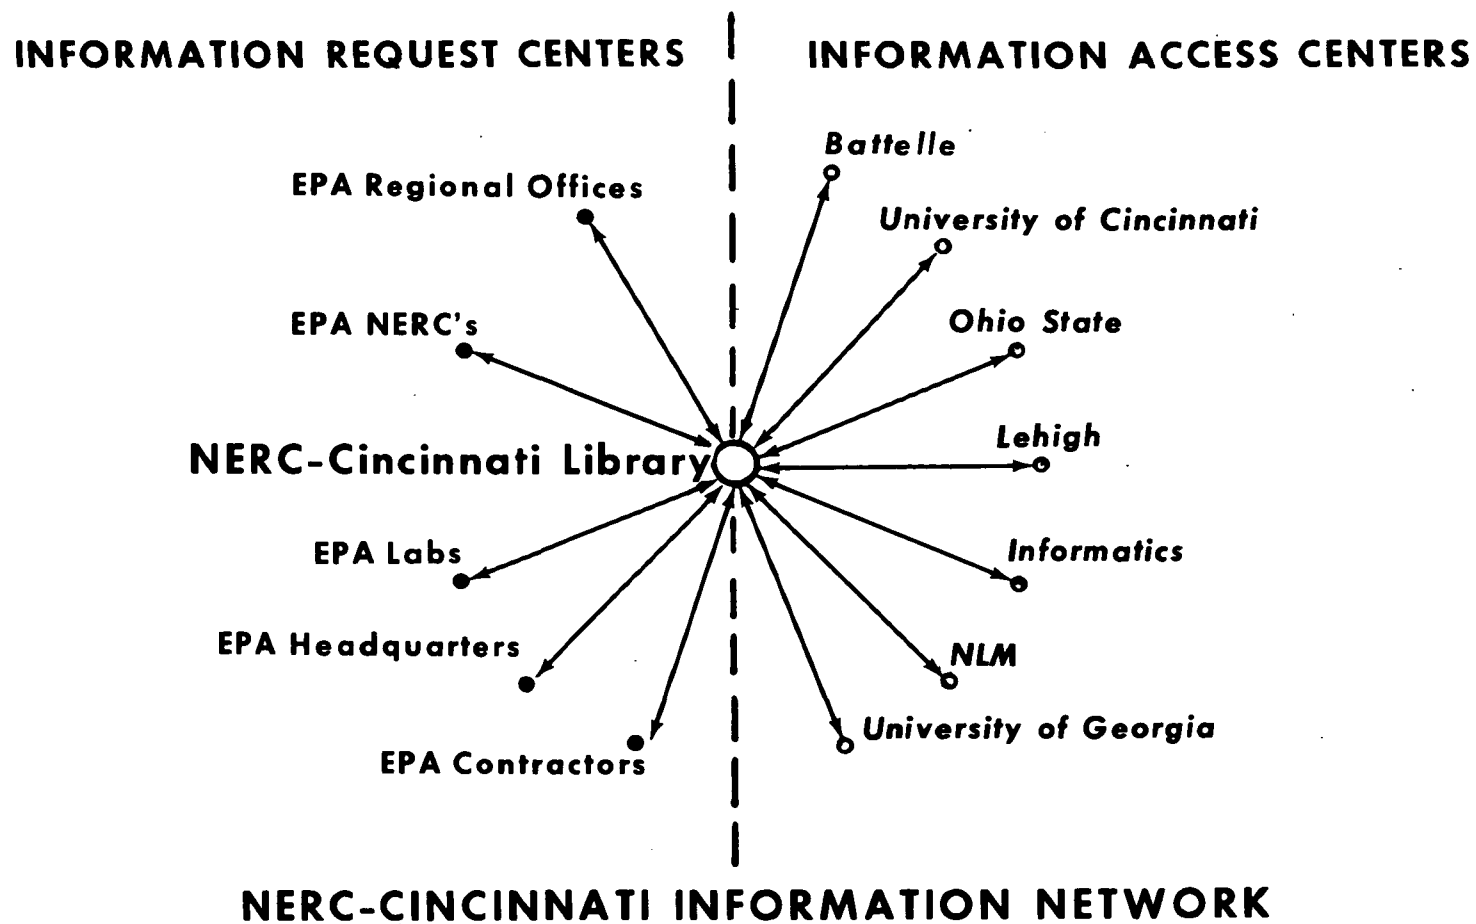 INFORMATION REQUEST CENTERS
INFORMATION ACCESS CENTERS
EPA Regional Offices
EPA NERC's
NERC-Cincinnati Library
EPA Labs
EPA Headquarters
EPA Contractors
Battelle
University of Cincinnati
Ohio State
Lehigh
Informatics
NLM
University of Georgia
NERC-CINCINNATI INFORMATION NETWORK